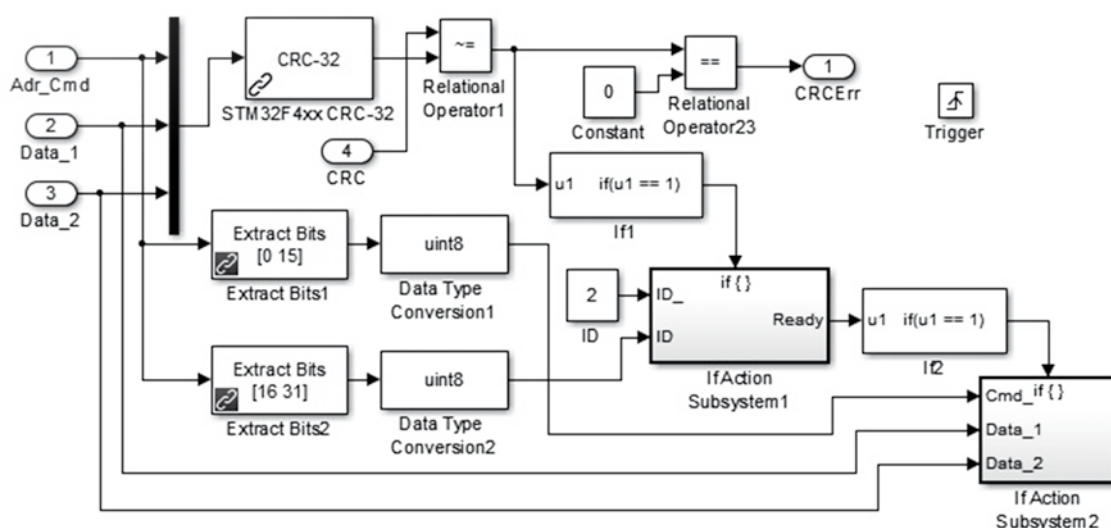 1
Adr_Cmd
2
Data_1
3
Data_2
CRC-32
STM32F4xx CRC-32
4
CRC
~=
Relational
Operator1
0
Constant
==
Relational
Operator23
1
CRCErr
Trigger
u1 if(u1 == 1)
If1
Extract Bits
[0 15]
Extract Bits1
uint8
Data Type
Conversion1
Extract Bits
[16 31]
Extract Bits2
uint8
Data Type
Conversion2
2
ID
if { }
ID_
ID
Ready
If Action
Subsystem1
u1 if(u1 == 1)
If2
if { }
Cmd_
Data_1
Data_2
If Action
Subsystem2